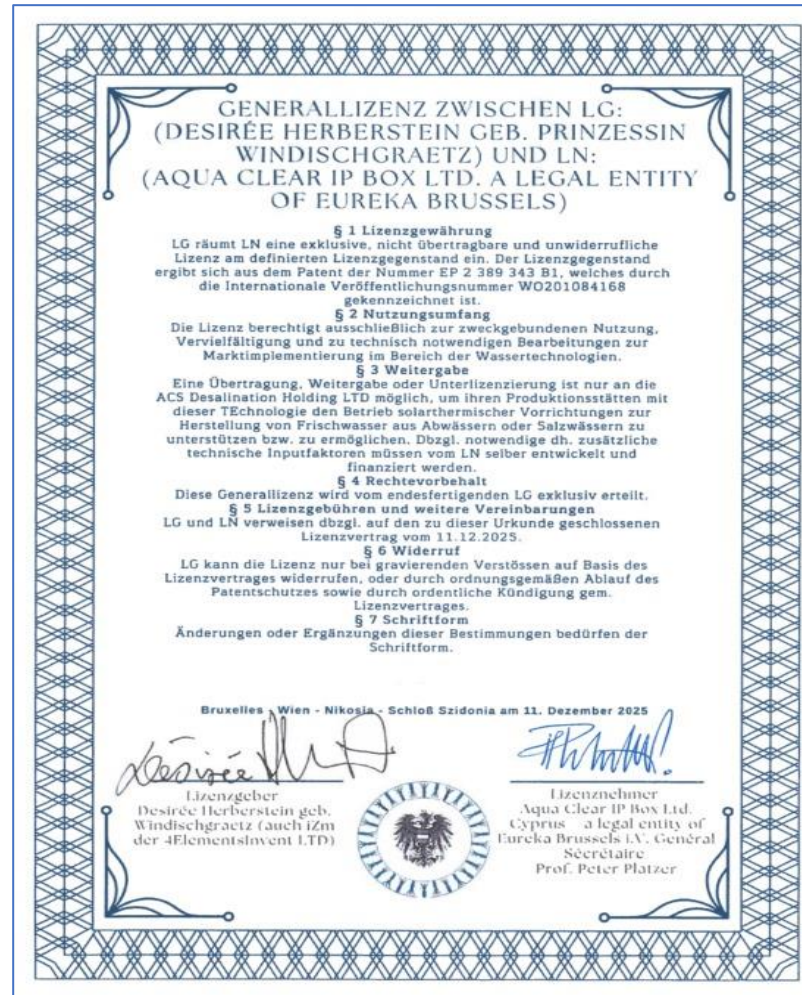 GENERALLIZENZ ZWISCHEN LG:
(DESIRÉE HERBERSTEIN GEB. PRINZESSIN
WINDISCHGRAETZ) UND LN:
(AQUA CLEAR IP BOX LTD. A LEGAL ENTITY
OF EUREKA BRUSSELS)
§ 1 Lizenzgewährung
LG räumt LN eine exklusive, nicht übertragbare und unwiderrufliche
Lizenz am definierten Lizenzgegenstand ein. Der Lizenzgegenstand
ergibt sich aus dem Patent der Nummer EP 2 389 343 B1, welches durch
die Internationale Veröffentlichungsnummer WO201084168
gekennzeichnet ist.
§ 2 Nutzungsumfang
Die Lizenz berechtigt ausschließlich zur zweckgebundenen Nutzung,
Vervielfältigung und zu technisch notwendigen Bearbeitungen zur
Marktimplementierung im Bereich der Wassertechnologien.
§ 3 Weitergabe
Eine Übertragung, Weitergabe oder Unterlizenzierung ist nur an die
ACS Desalination Holding LTD möglich, um ihren Produktionsstätten mit
dieser TEchnologie den Betrieb solarthermischer Vorrichtungen zur
Herstellung von Frischwasser aus Abwässern oder Salzwässern zu
unterstützen bzw. zu ermöglichen. Dbzgl. notwendige dh. zusätzliche
technische Inputfaktoren müssen vom LN selber entwickelt und
finanziert werden.
§ 4 Rechtevorbehalt
Diese Generallizenz wird vom endesfertigenden LG exklusiv erteilt.
§ 5 Lizenzgebühren und weitere Vereinbarungen
LG und LN verweisen dbzgl. auf den zu dieser Urkunde geschlossenen
Lizenzvertrag vom 11.12.2025.
§ 6 Widerruf
LG kann die Lizenz nur bei gravierenden Verstössen auf Basis des
Lizenzvertrages widerrufen, oder durch ordnungsgemäßen Ablauf des
Patentschutzes sowie durch ordentliche Kündigung gem.
Lizenzvertrages.
§ 7 Schriftform
Änderungen oder Ergänzungen dieser Bestimmungen bedürfen der
Schriftform.
Bruxelles - Wien - Nikosia - Schloß Szidonia am 11. Dezember 2025
Désirée
Lizenzgeber
Desirée Herberstein geb.
Windischgraetz (auch iZm
der 4ElementsInvent LTD)
Lizenznehmer
Aqua Clear IP Box Ltd.
Cyprus a legal entity of
Eureka Brussels i.V. Genéral
Sécrétaire
Prof. Peter Platzer